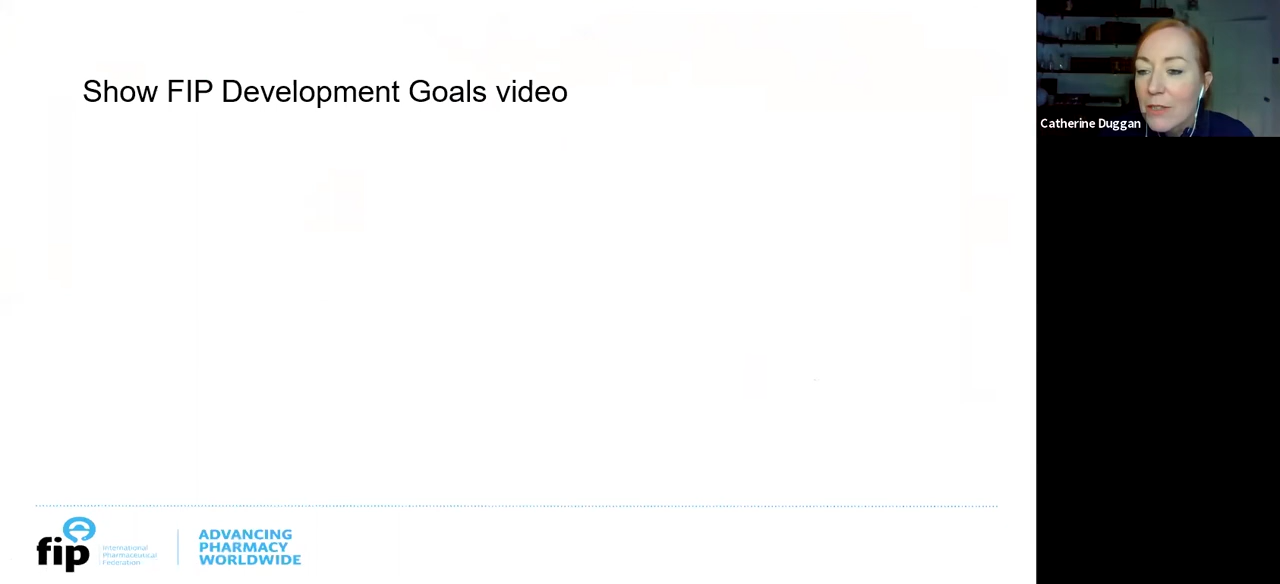 Show FIP Development Goals video
Catherine Duggan
fip
International
Pharmaceutical
Federation
ADVANCING
PHARMACY
WORLDWIDE